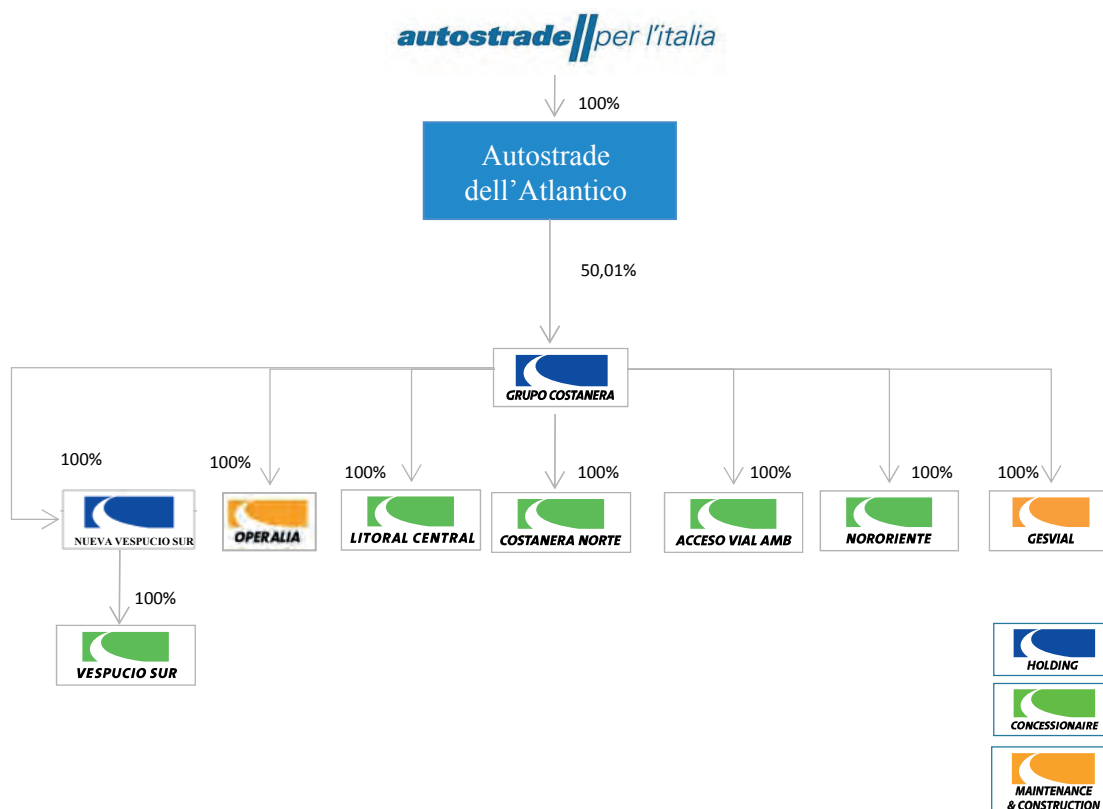 autostrade//per l'italia
100%
Autostrade
dell'Atlantico
50,01%
GRUPO COSTANERA
100%
100%
100%
100%
100%
100%
100%
NUEVA VESPUCIO SUR
OPERALIA
LITORAL CENTRAL
COSTANERA NORTE
ACCESO VIAL AMB
NORORIENTE
GESVIAL
100%
VESPUCIO SUR
HOLDING
CONCESSIONAIRE
MAINTENANCE
& CONSTRUCTION